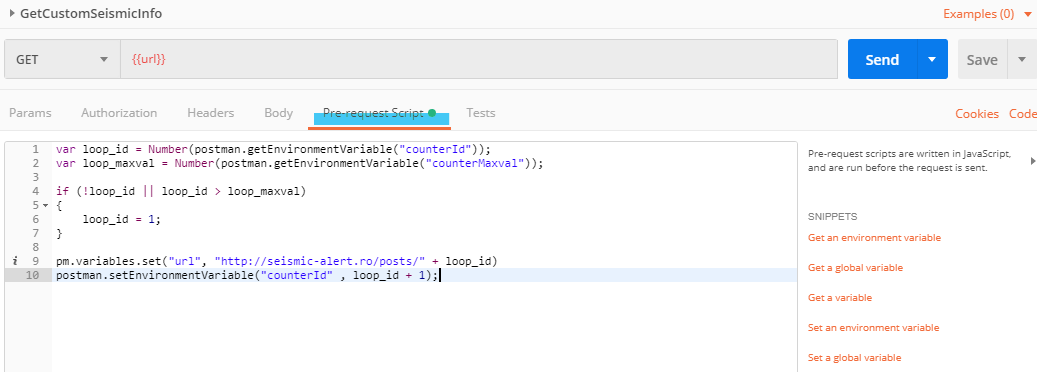 GetCustomSeismicInfo
Examples (0)
GET
{{url}}
Send
Save
Params
Authorization
Headers
Body
Pre-request Script
Tests
Cookies
Code
1 var loop_id = Number(postman.getEnvironmentVariable("counterId"));
2 var loop_maxval = Number(postman.getEnvironmentVariable("counterMaxval"));
3
4 if (!loop_id || loop_id > loop_maxval)
5 {
6     loop_id = 1;
7 }
8
i 9 pm.variables.set("url", "http://seismic-alert.ro/posts/" + loop_id)
10 postman.setEnvironmentVariable("counterId" , loop_id + 1);
Pre-request scripts are written in JavaScript,
and are run before the request is sent.
SNIPPETS
Get an environment variable
Get a global variable
Get a variable
Set an environment variable
Set a global variable